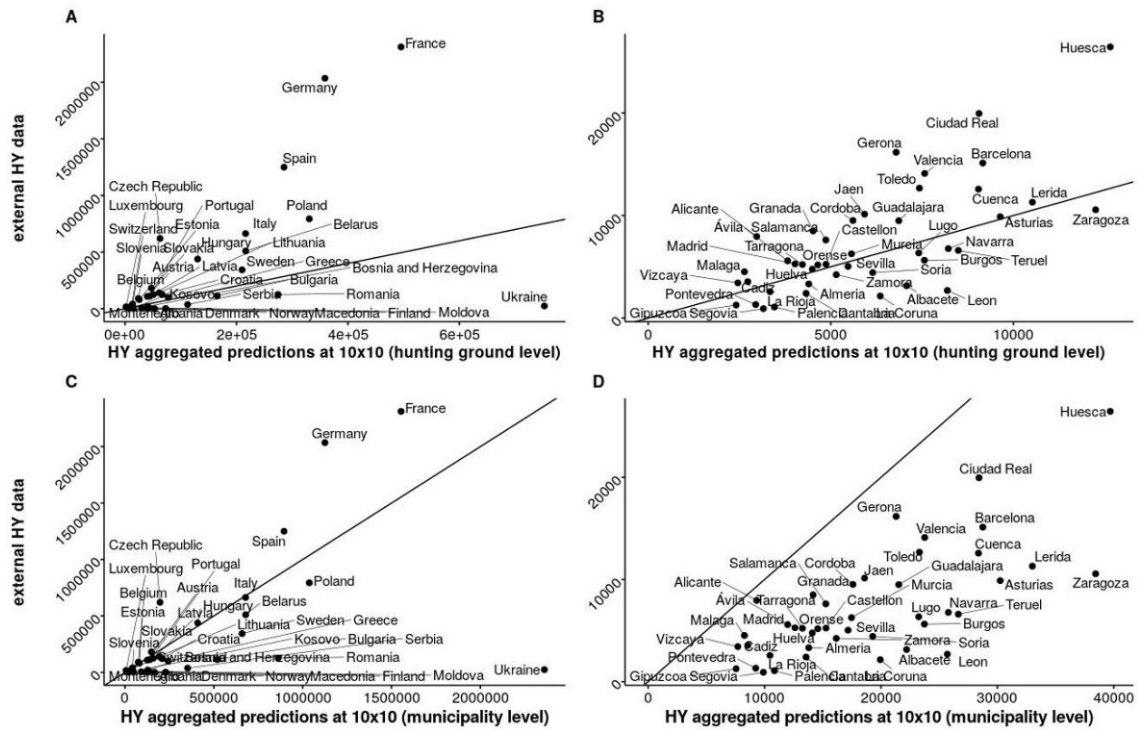 A
external HY data
2000000
1500000
1000000
500000
0
France
Germany
Spain
Czech Republic
Luxembourg
Portugal
Poland
Switzerland
Estonia
Italy
Belarus
Slovenia
Slovakia
Hungary
Lithuania
Austria
Latvia
Sweden
Greece
Belgium
Croatia
Bosnia and Herzegovina
Bulgaria
Kosovo
Serbia
Romania
Ukraine
Denmark
Norway
Macedonia
Finland
Moldova
0e+00
2e+05
4e+05
6e+05
HY aggregated predictions at 10x10 (hunting ground level)
B
20000
10000
0
Huesca
Ciudad Real
Gerona
Valencia
Barcelona
Toledo
Jaen
Cuenca
Lerida
Alicante
Granada
Cordoba
Guadalajara
Asturias
Zaragoza
Ávila
Salamanca
Castellon
Lugo
Madrid
Tarragona
Murcia
Navarra
Malaga
Orense
Sevilla
Burgos
Teruel
Vizcaya
Huelva
Soria
Cadiz
Zamora
Pontevedra
La Rioja
Almeria
Albacete
Leon
Gipuzcoa
Segovia
Palencia
Cantabria
La Coruna
0
5000
10000
HY aggregated predictions at 10x10 (hunting ground level)
C
external HY data
2000000
1500000
1000000
500000
0
France
Germany
Spain
Czech Republic
Luxembourg
Portugal
Poland
Belgium
Austria
Italy
Estonia
Latvia
Hungary
Belarus
Slovakia
Lithuania
Sweden
Greece
Slovenia
Croatia
Kosovo
Bulgaria
Serbia
Switzerland
Bosnia and Herzegovina
Romania
Ukraine
Denmark
Norway
Macedonia
Finland
Moldova
0
500000
1000000
1500000
2000000
HY aggregated predictions at 10x10 (municipality level)
D
20000
10000
0
Huesca
Ciudad Real
Gerona
Valencia
Barcelona
Toledo
Cuenca
Salamanca
Cordoba
Jaen
Lerida
Alicante
Granada
Guadalajara
Asturias
Zaragoza
Ávila
Tarragona
Castellon
Murcia
Malaga
Madrid
Orense
Lugo
Navarra
Teruel
Vizcaya
Huelva
Sevilla
Burgos
Cadiz
Almeria
Zamora
Soria
Pontevedra
La Rioja
Albacete
Leon
Gipuzcoa
Segovia
Palencia
Cantabria
La Coruna
0
10000
20000
30000
40000
HY aggregated predictions at 10x10 (municipality level)